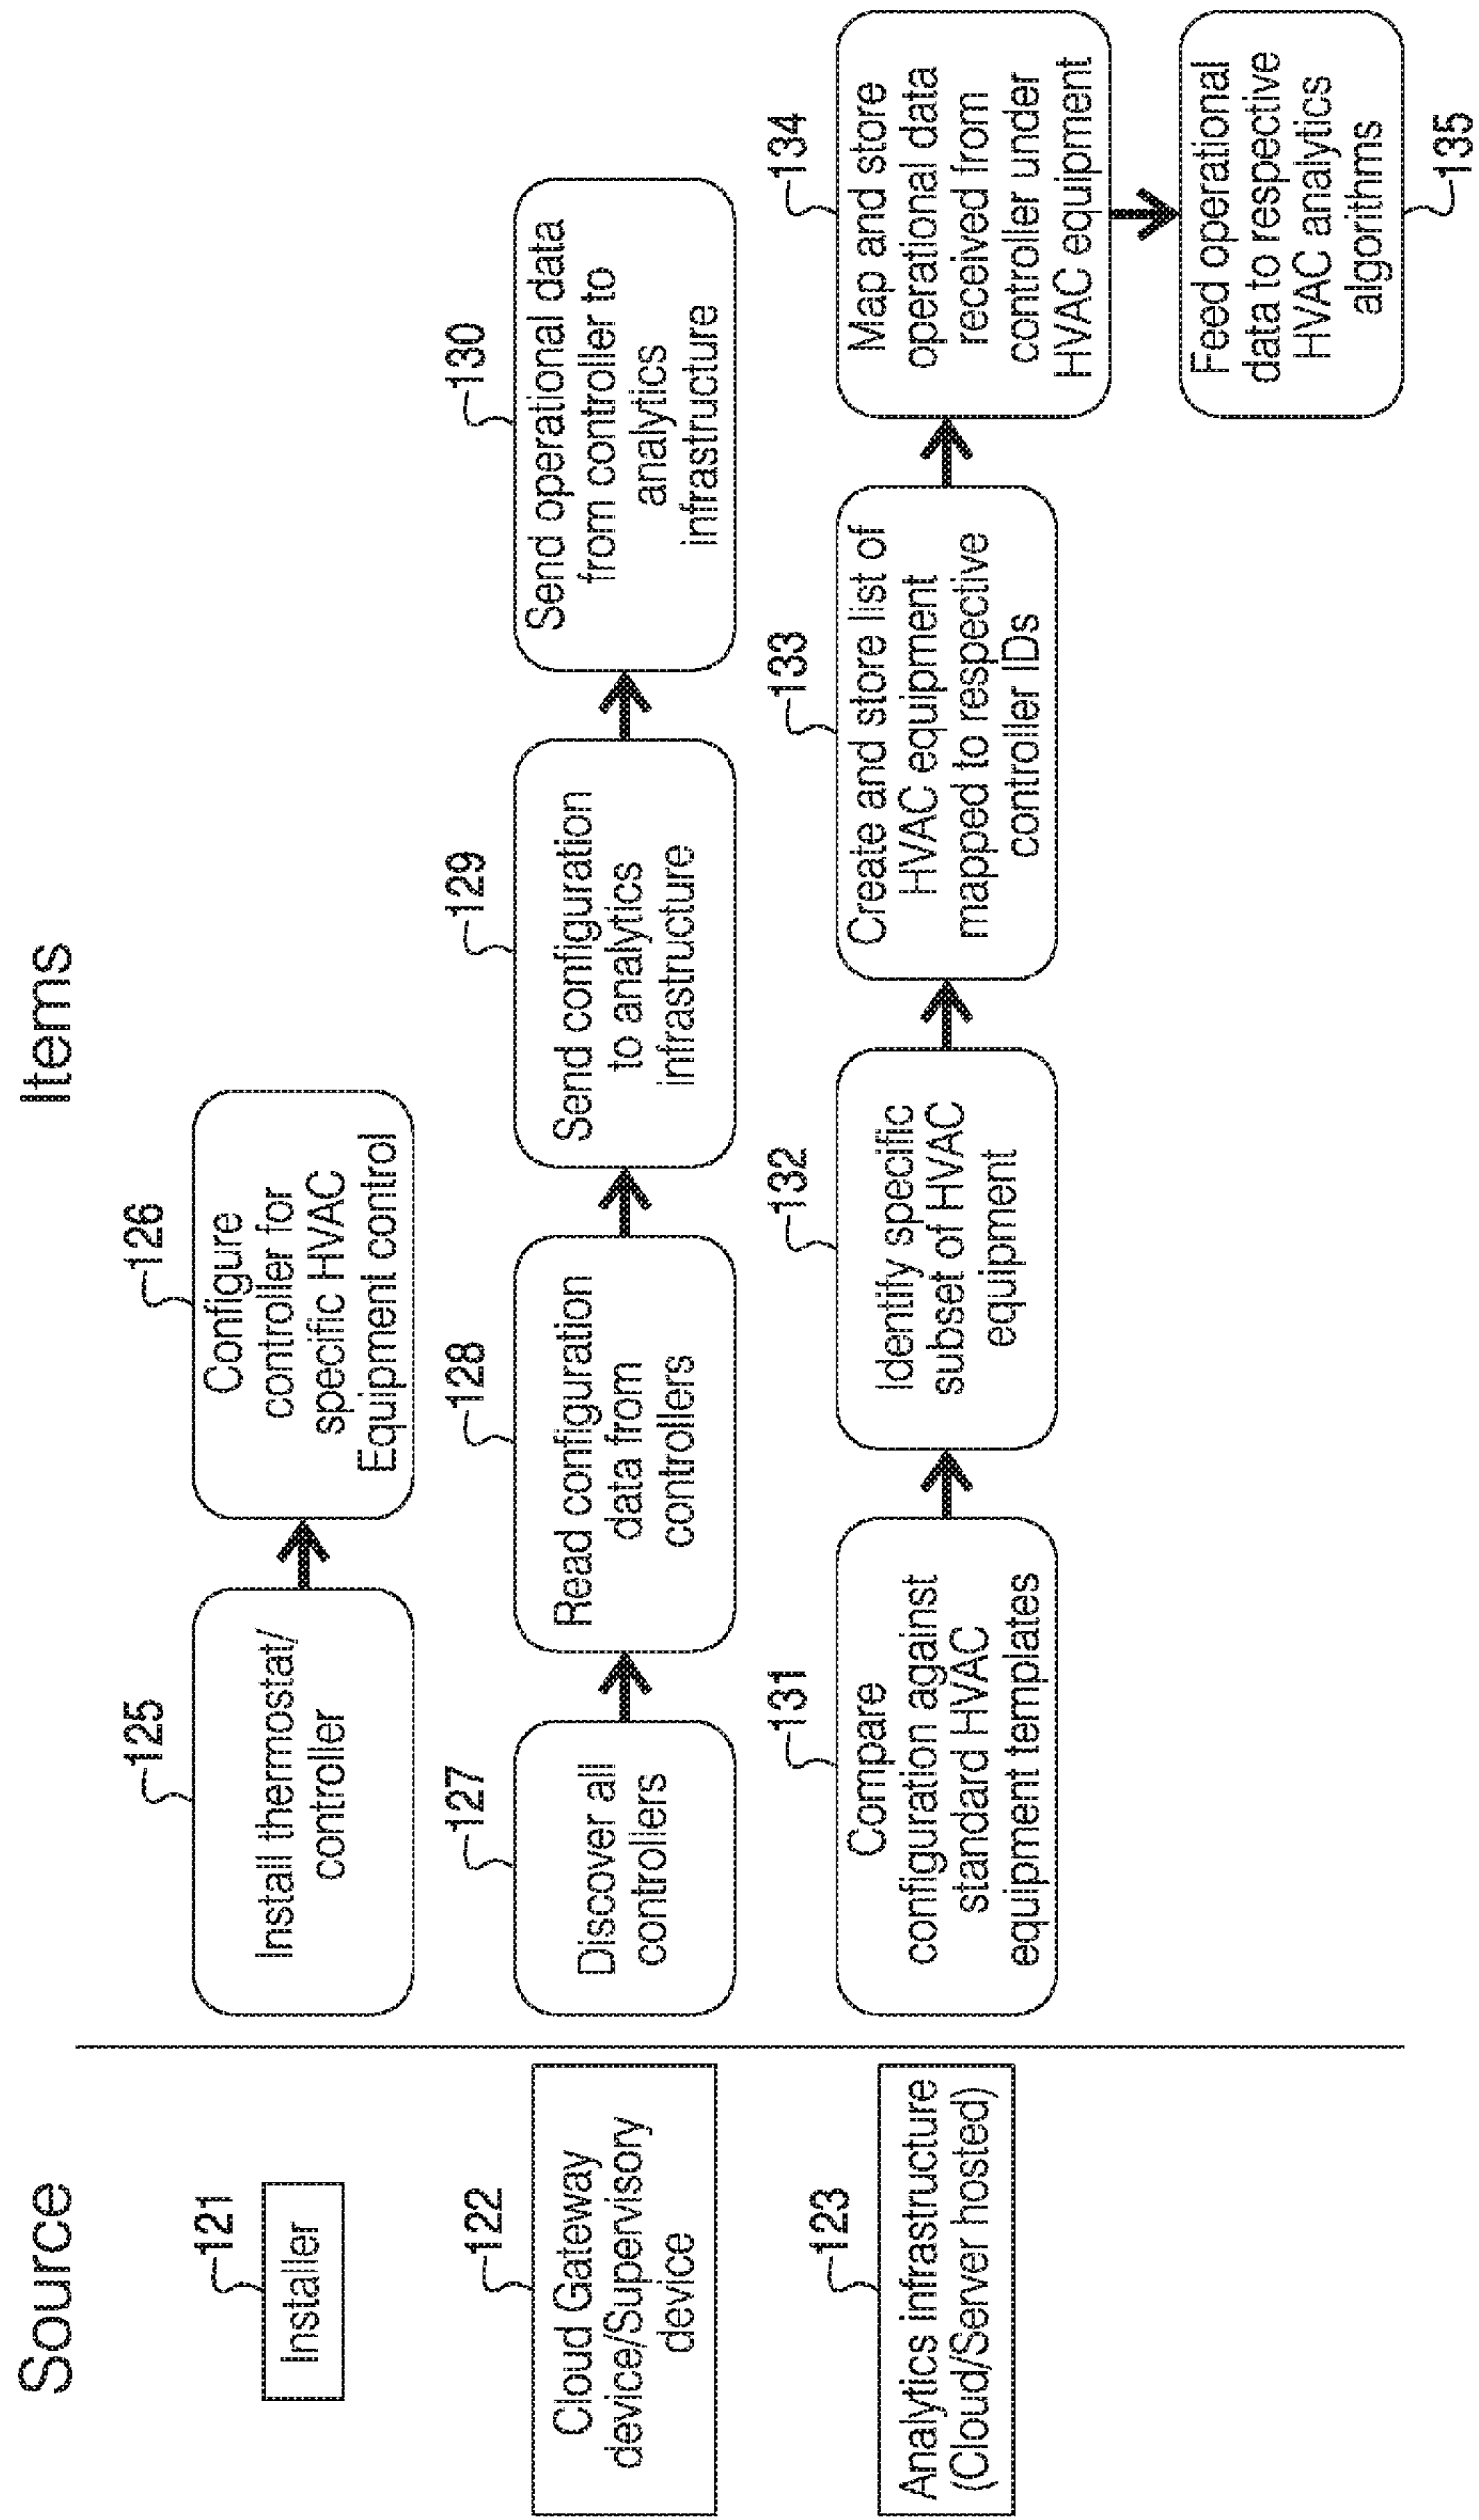 Source
Items
121
Installer
125
Install thermostat/
controller
126
Configure
controller for
specific HVAC
Equipment control
122
Cloud Gateway
device/Supervisory
device
127
Discover all
controllers
128
Read configuration
data from
controllers
129
Send configuration
to analytics
infrastructure
130
Send operational data
from controller to
analytics
infrastructure
123
Analytics infrastructure
(Cloud/Server hosted)
131
Compare
configuration against
standard HVAC
equipment templates
132
Identify specific
subset of HVAC
equipment
133
Create and store list of
HVAC equipment
mapped to respective
controller IDs
134
Map and store
operational data
received from
controller under
HVAC equipment
Feed operational
data to respective
HVAC analytics
algorithms
135